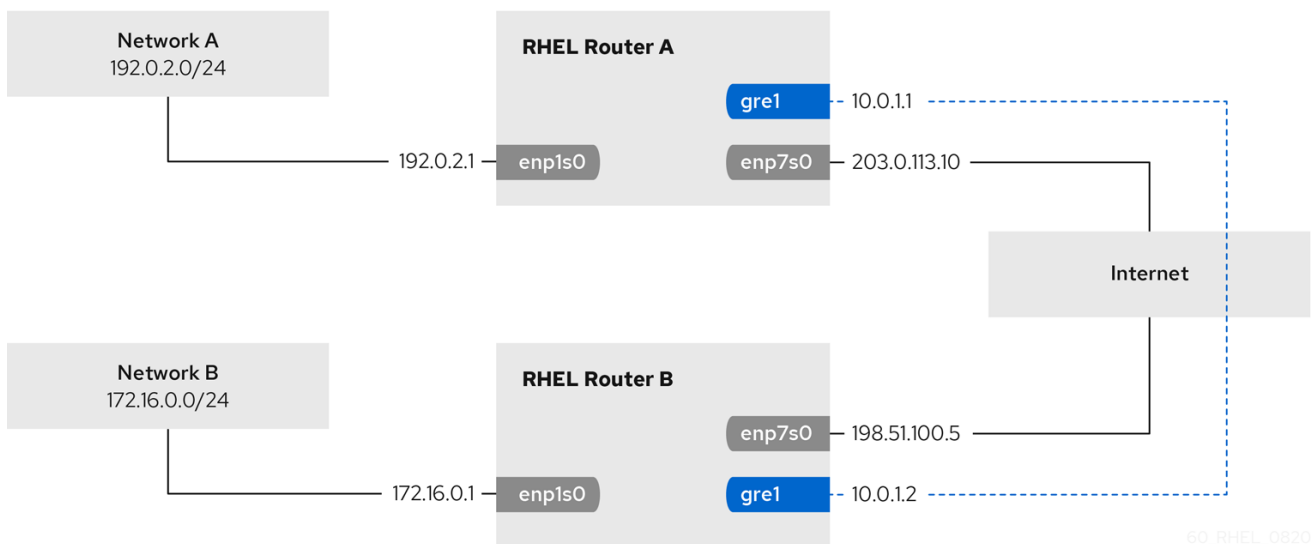 Network A
192.0.2.0/24
RHEL Router A
gre1
10.0.1.1
192.0.2.1
enp1s0
enp7s0
203.0.113.10
Internet
Network B
172.16.0.0/24
RHEL Router B
enp7s0
198.51.100.5
172.16.0.1
enp1s0
gre1
10.0.1.2
60_RHEL_0820